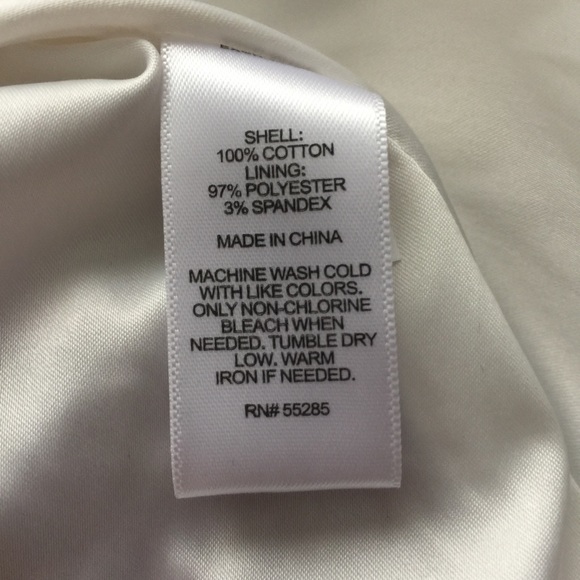 SHELL:
100% COTTON
LINING:
97% POLYESTER
3% SPANDEX
MADE IN CHINA
MACHINE WASH COLD
WITH LIKE COLORS.
ONLY NON-CHLORINE
BLEACH WHEN
NEEDED. TUMBLE DRY
LOW. WARM
IRON IF NEEDED.
RN# 55285